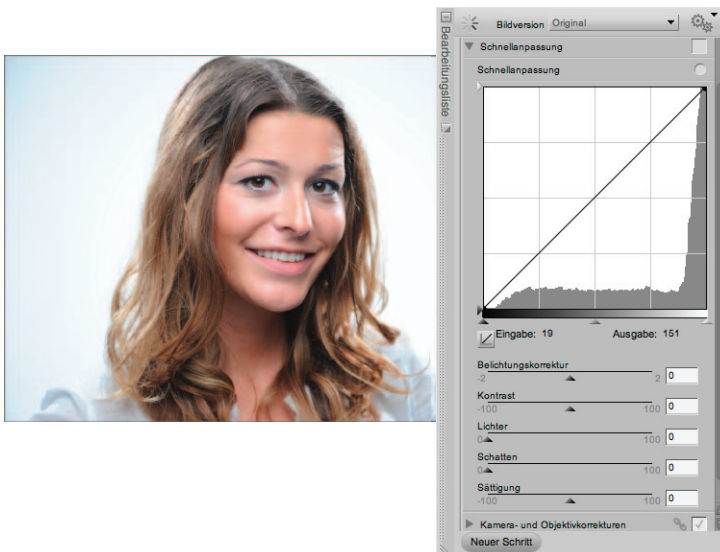 Bildversion Original
Bearbeitungsliste
Schnellanpassung
Schnellanpassung
Eingabe: 19 Ausgabe: 151
Belichtungskorrektur
-2 2 0
Kontrast
-100 100 0
Lichter
0 100 0
Schatten
0 100 0
Sättigung
-100 100 0
Kamera- und Objektivkorrekturen
Neuer Schritt